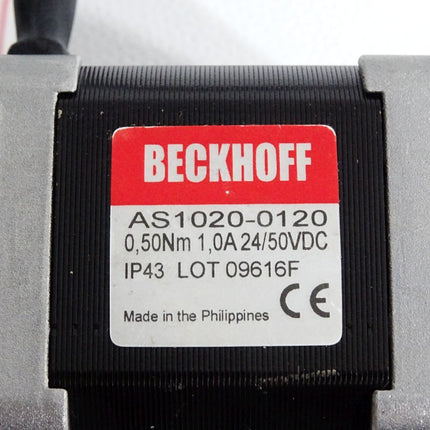 BECKHOFF
AS1020-0120
0,50Nm 1,0A 24/50VDC
IP43 LOT 09616F
Made in the Philippines CE